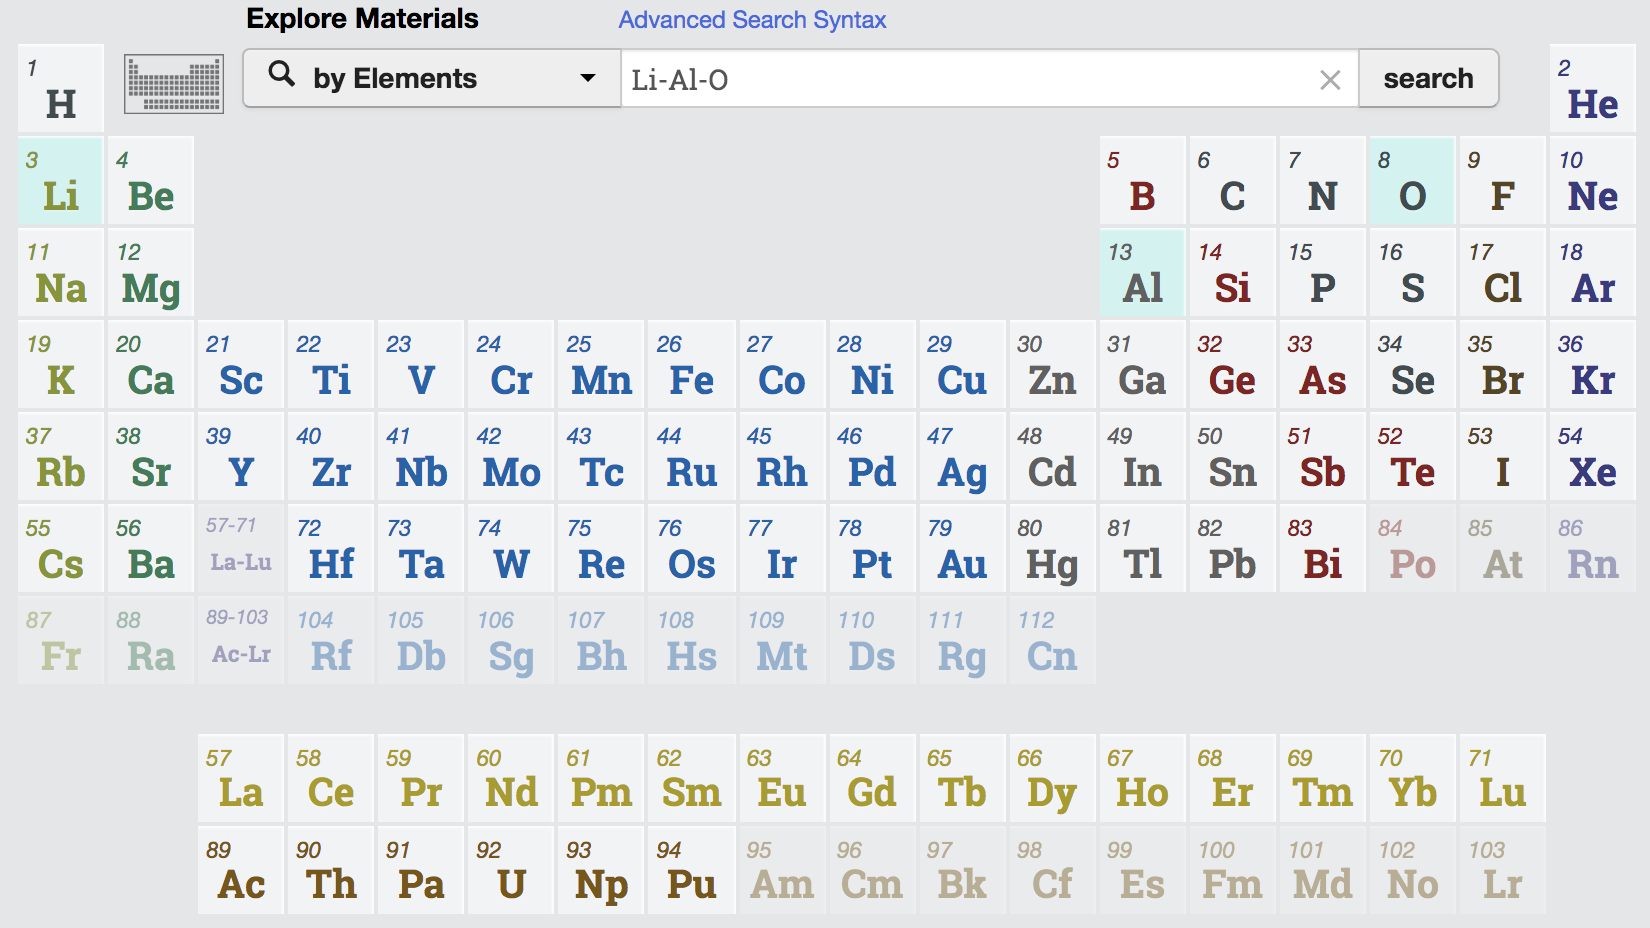 Explore Materials Advanced Search Syntax
by Elements Li-Al-O × search
1 2
H He
3 4 5 6 7 8 9 10
Li Be B C N O F Ne
11 12 13 14 15 16 17 18
Na Mg Al Si P S Cl Ar
19 20 21 22 23 24 25 26 27 28 29 30 31 32 33 34 35 36
K Ca Sc Ti V Cr Mn Fe Co Ni Cu Zn Ga Ge As Se Br Kr
37 38 39 40 41 42 43 44 45 46 47 48 49 50 51 52 53 54
Rb Sr Y Zr Nb Mo Tc Ru Rh Pd Ag Cd In Sn Sb Te I Xe
55 56 57-71 72 73 74 75 76 77 78 79 80 81 82 83 84 85 86
Cs Ba La-Lu Hf Ta W Re Os Ir Pt Au Hg Tl Pb Bi Po At Rn
87 88 89-103 104 105 106 107 108 109 110 111 112
Fr Ra Ac-Lr Rf Db Sg Bh Hs Mt Ds Rg Cn
57 58 59 60 61 62 63 64 65 66 67 68 69 70 71
La Ce Pr Nd Pm Sm Eu Gd Tb Dy Ho Er Tm Yb Lu
89 90 91 92 93 94 95 96 97 98 99 100 101 102 103
Ac Th Pa U Np Pu Am Cm Bk Cf Es Fm Md No Lr